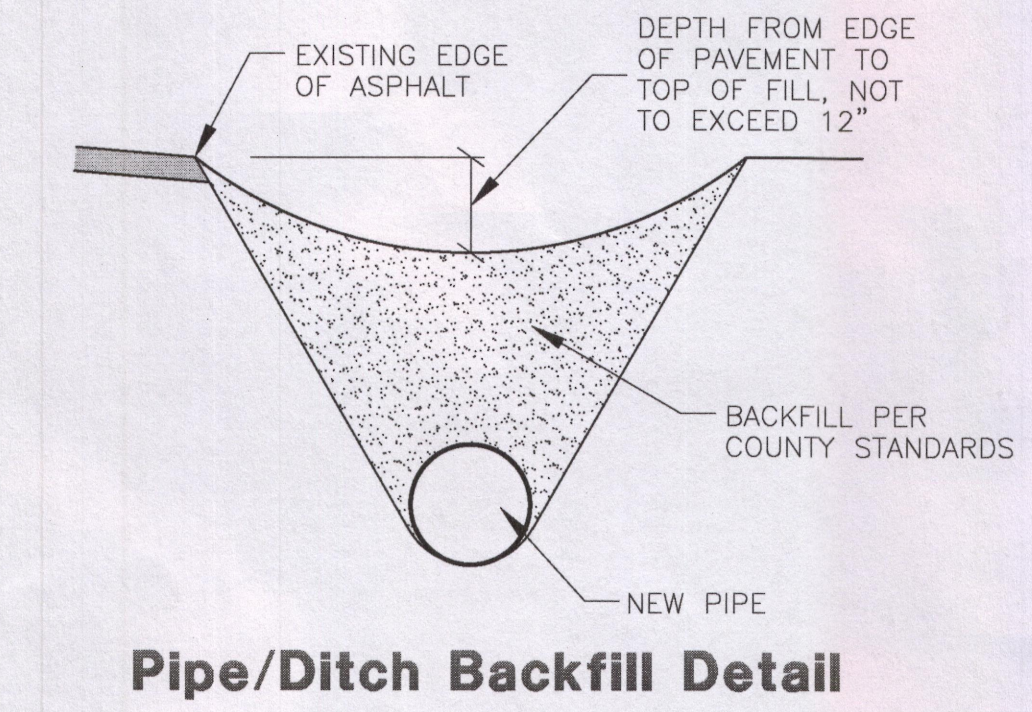 EXISTING EDGE
OF ASPHALT
DEPTH FROM EDGE
OF PAVEMENT TO
TOP OF FILL, NOT
TO EXCEED 12"
BACKFILL PER
COUNTY STANDARDS
NEW PIPE
Pipe/Ditch Backfill Detail